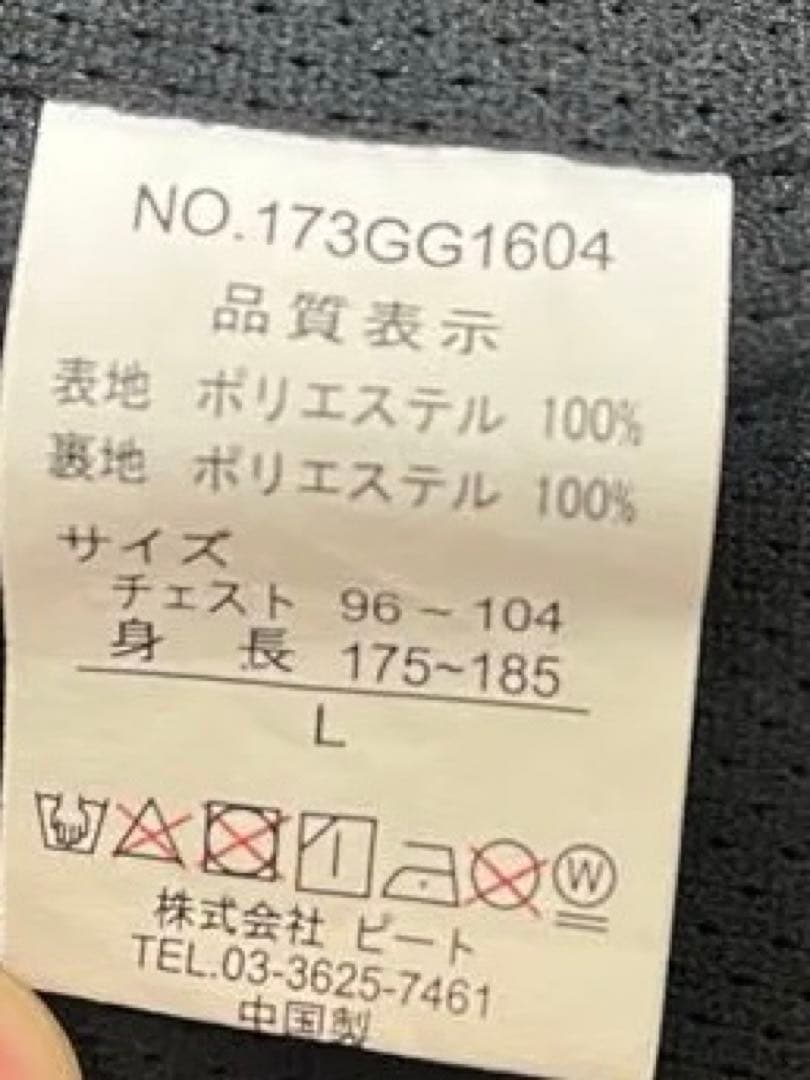 NO.173GG1604
品質表示
表地 ポリエステル 100%
裏地 ポリエステル 100%
サイズ
チェスト 96~104
身長 175~185
L
W
株式会社 ビート
TEL.03-3625-7461
中国製